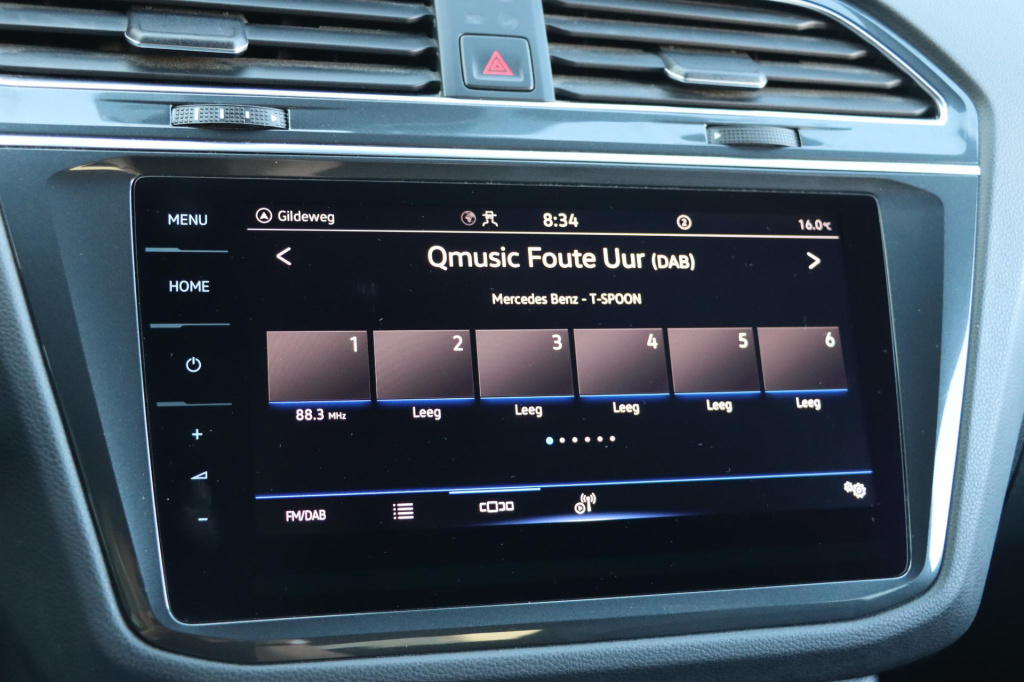 MENU
HOME
+
-
Gildeweg
8:34
2
16.0°C
< Qmusic Foute Uur (DAB) >
Mercedes Benz - T-SPOON
1 2 3 4 5 6
88.3 MHz Leeg Leeg Leeg Leeg Leeg
FM/DAB